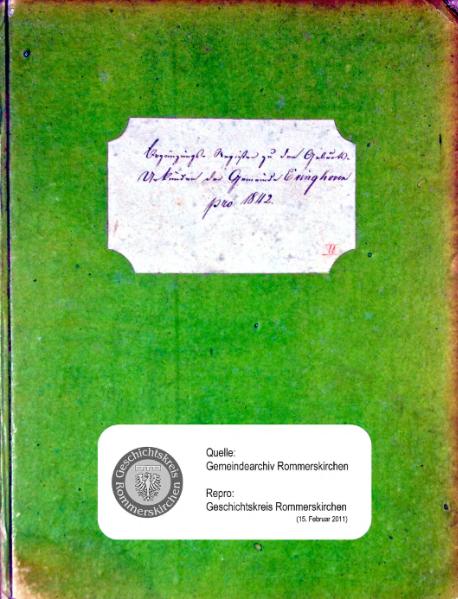 Ergänzungs-Register zu den Geburts-
Urkunden der Gemeinde Evinghoven
pro 1842.
Geschichtskreis
Rommerskirchen
Quelle:
Gemeindearchiv Rommerskirchen
Repro:
Geschichtskreis Rommerskirchen
(15. Februar 2011)